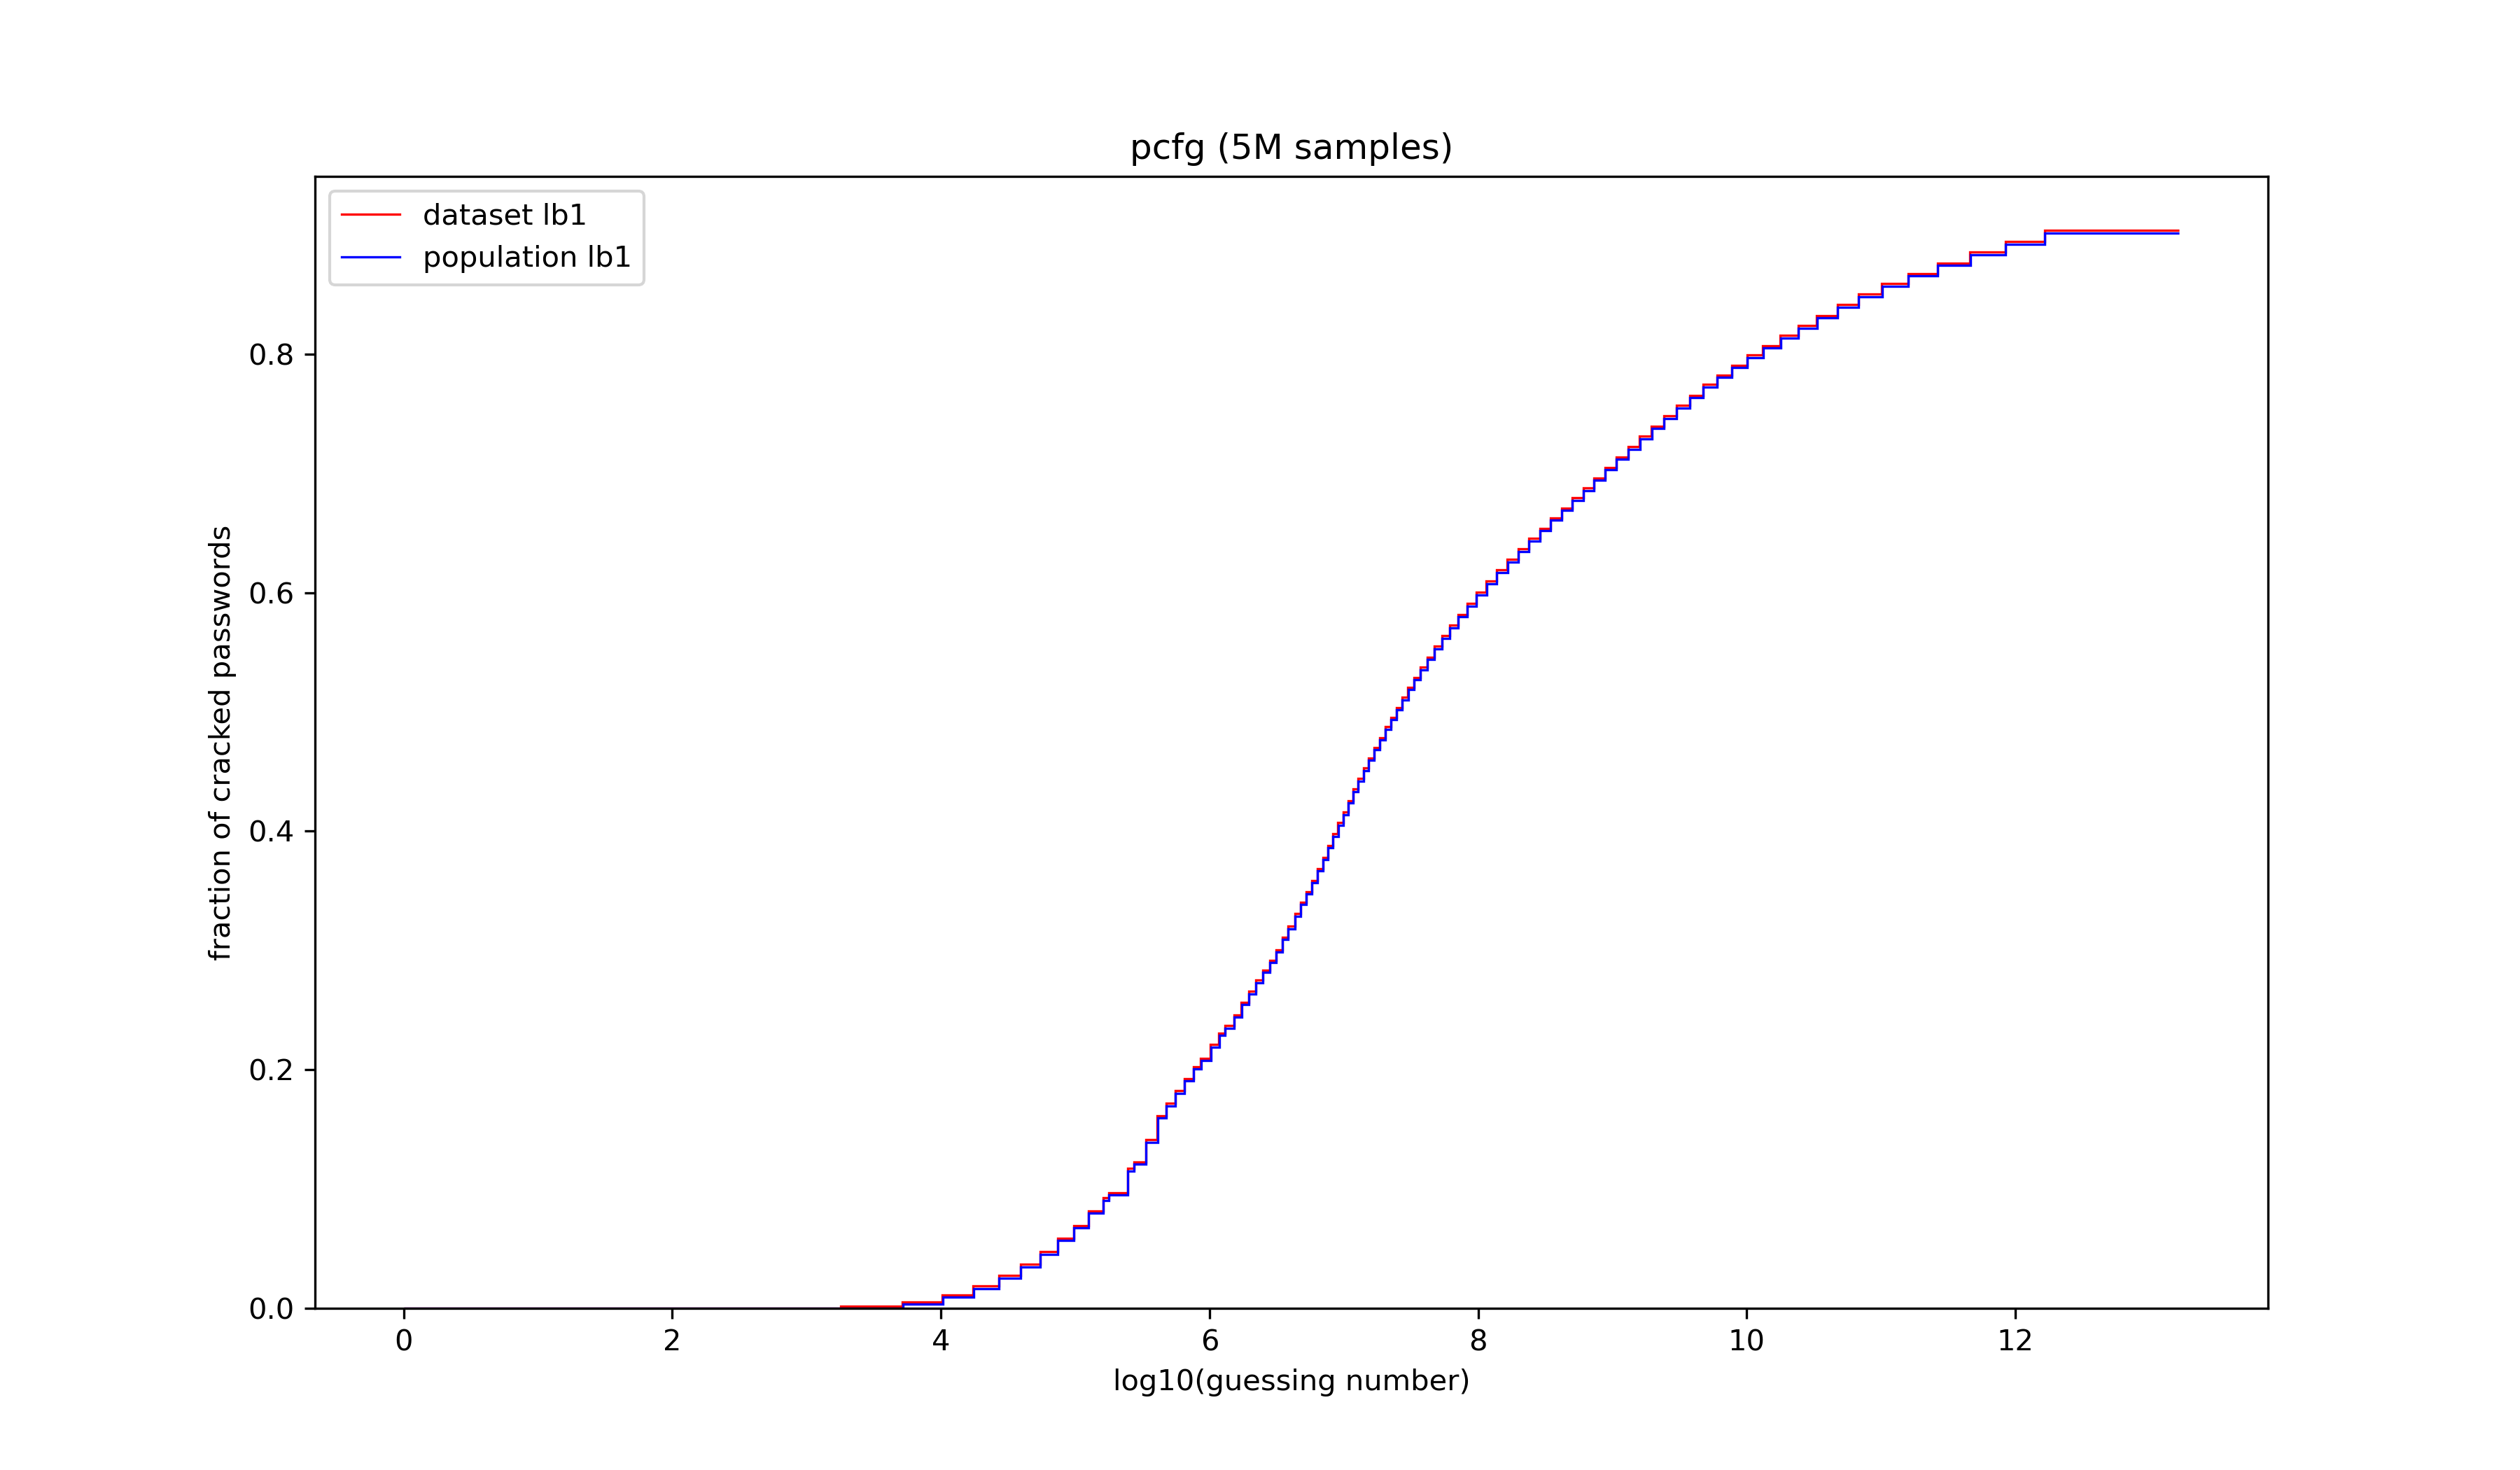 pcfg (5M samples)
dataset lb1
population lb1
fraction of cracked passwords
0.8
0.6
0.4
0.2
0.0
0 2 4 6 8 10 12
log10(guessing number)